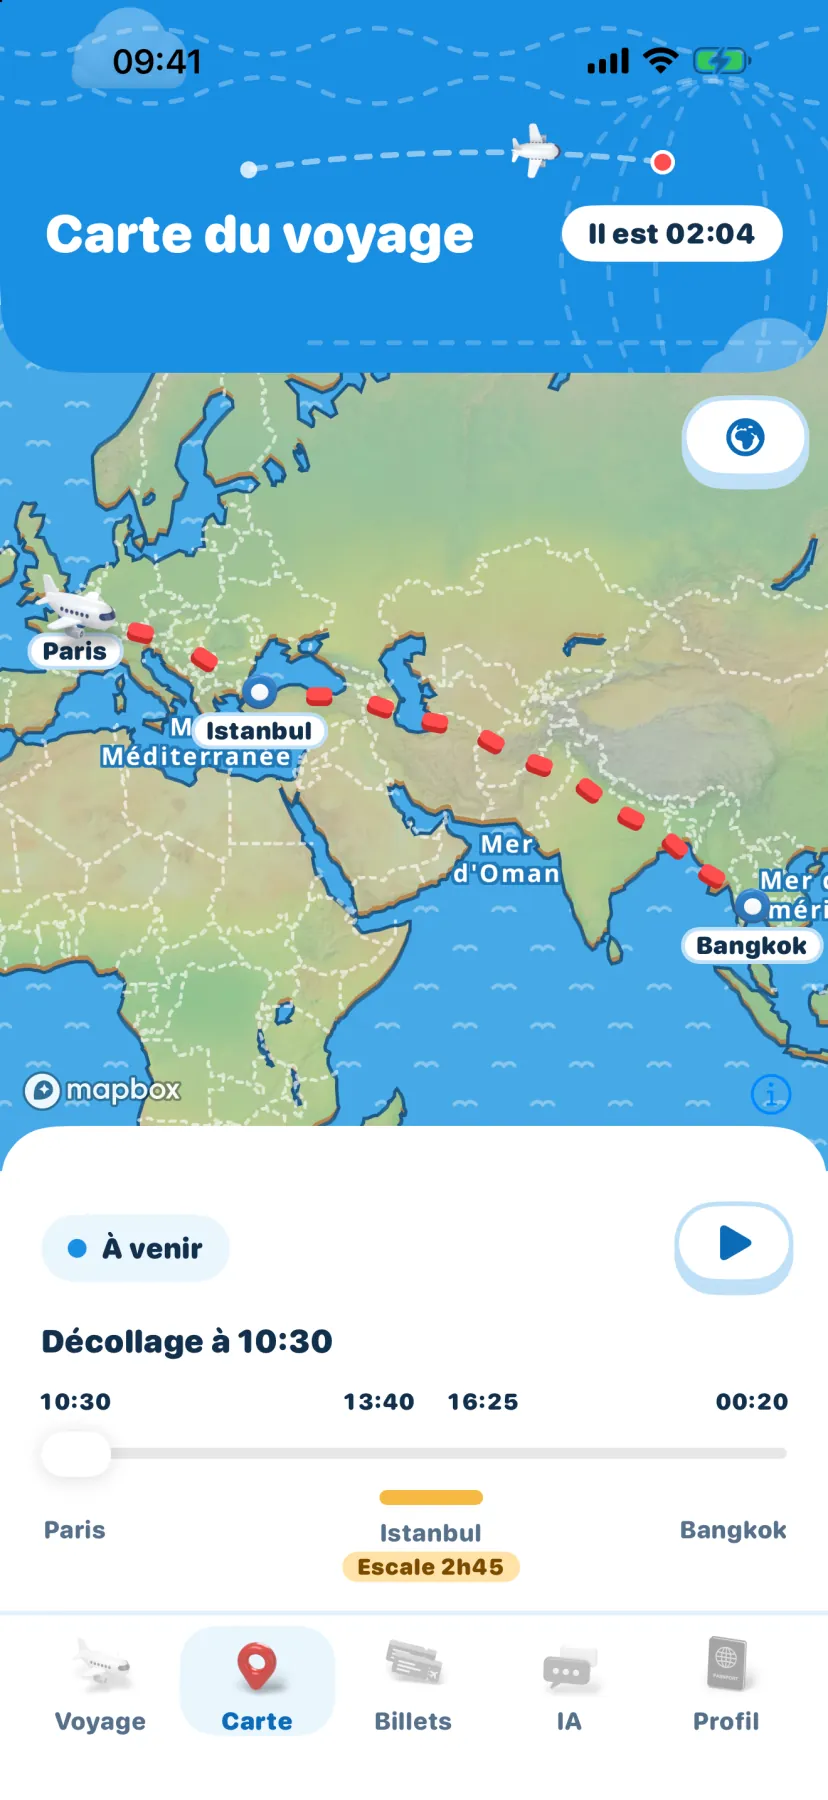 09:41
Carte du voyage
Il est 02:04
Paris
Istanbul
Méditerranée
Mer
d'Oman
Mer
Bangkok
mapbox
À venir
Décollage à 10:30
10:30 13:40 16:25 00:20
Paris Istanbul Bangkok
Escale 2h45
Voyage Carte Billets IA Profil